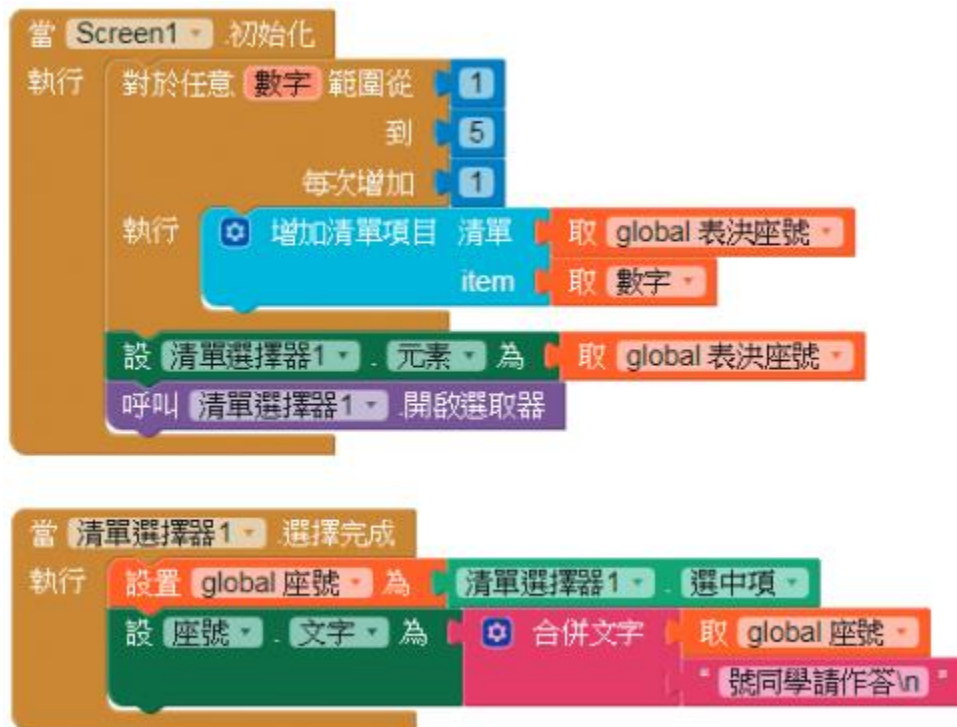 當 Screen1 .初始化
執行 對於任意 數字 範圍從 1
到 5
每次增加 1
執行 增加清單項目 清單 取 global 表決座號
item 取 數字
設 清單選擇器1 . 元素 為 取 global 表決座號
呼叫 清單選擇器1 .開啟選取器
當 清單選擇器1 .選擇完成
執行 設置 global 座號 為 清單選擇器1 . 選中項
設 座號 . 文字 為 合併文字 取 global 座號
" 號同學請作答\n "